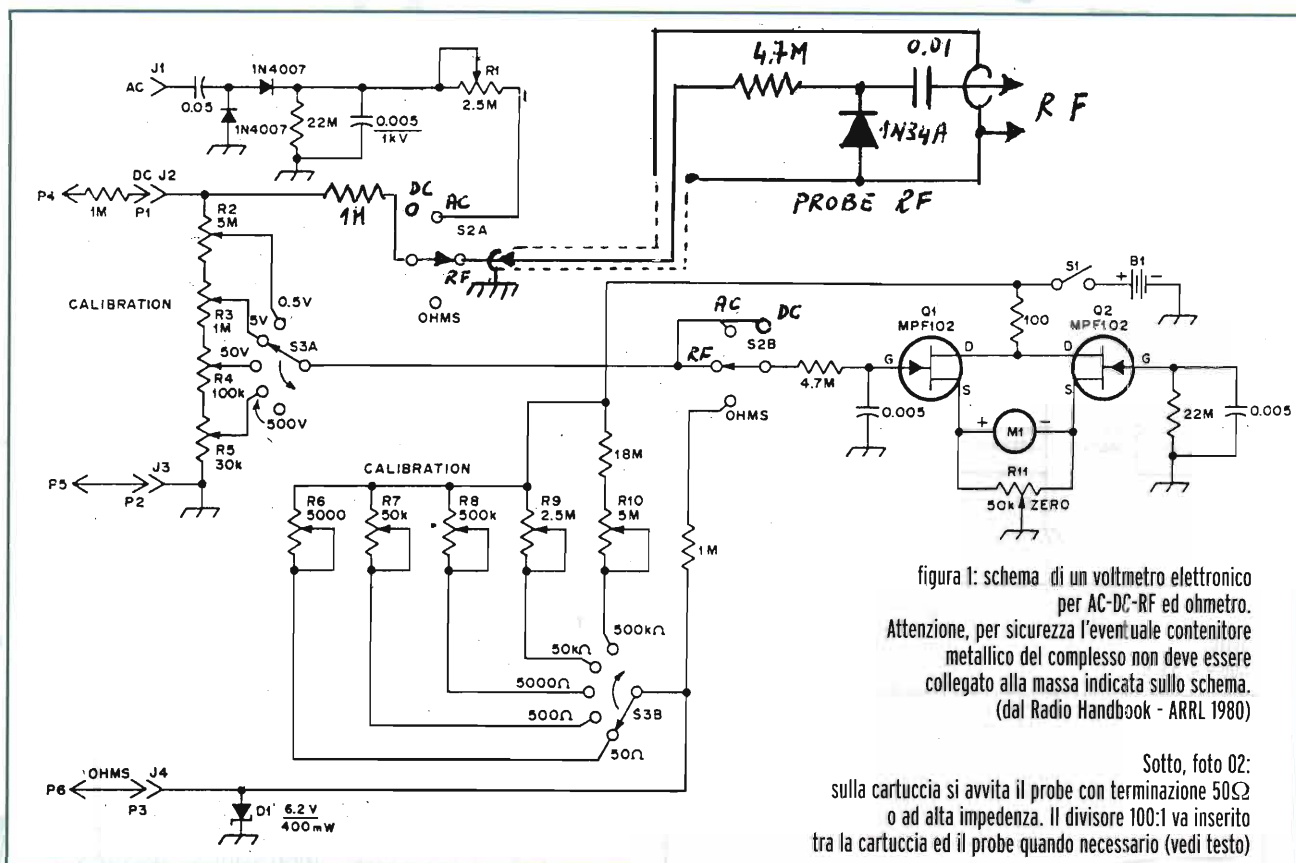 J1
AC
0.05
1N4007
1N4007
22M
0.005
1kV
R1
2.5M
4.7M
0.01
1N34A
RF
PROBE RF
P4
1M
DC J2
P1
R2
5M
1M
DC
AC
S2A
RF
OHMS
CALIBRATION
R3
1M
R4
100k
R5
30k
0.5V
5V
50V
500V
S3A
P5
J3
P2
AC
DC
S2B
RF
OHMS
4.7M
0.005
100
S1
B1
+ -
Q1
MPF102
Q2
MPF102
G
D
S
D
S
G
+ M1 -
R11
50k ZERO
22M
0.005
CALIBRATION
18M
R6
5000
R7
50k
R8
500k
R9
2.5M
R10
5M
1M
500kΩ
50kΩ
5000Ω
500Ω
50Ω
S3B
P6
OHMS
J4
P3
D1
6.2 V
400mW
figura 1: schema di un voltmetro elettronico
per AC-DC-RF ed ohmetro.
Attenzione, per sicurezza l'eventuale contenitore
metallico del complesso non deve essere
collegato alla massa indicata sullo schema.
(dal Radio Handbook - ARRL 1980)
Sotto, foto 02:
sulla cartuccia si avvita il probe con terminazione 50Ω
o ad alta impedenza. Il divisore 100:1 va inserito
tra la cartuccia ed il probe quando necessario (vedi testo)